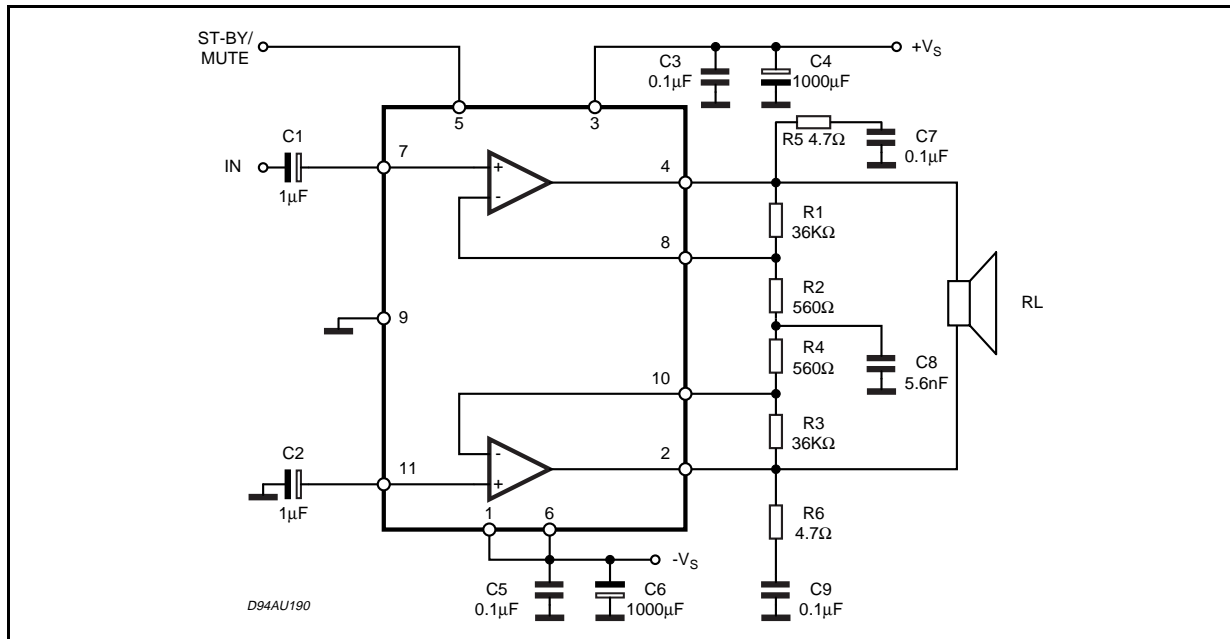 ST-BY/
MUTE
5
3
C3
0.1µF
C4
1000µF
+VS
IN
C1
1µF
7
+
-
4
R5 4.7Ω
C7
0.1µF
R1
36KΩ
8
R2
560Ω
9
R4
560Ω
C8
5.6nF
RL
10
R3
36KΩ
C2
1µF
11
-
+
2
1
6
R6
4.7Ω
-VS
C5
0.1µF
C6
1000µF
C9
0.1µF
D94AU190